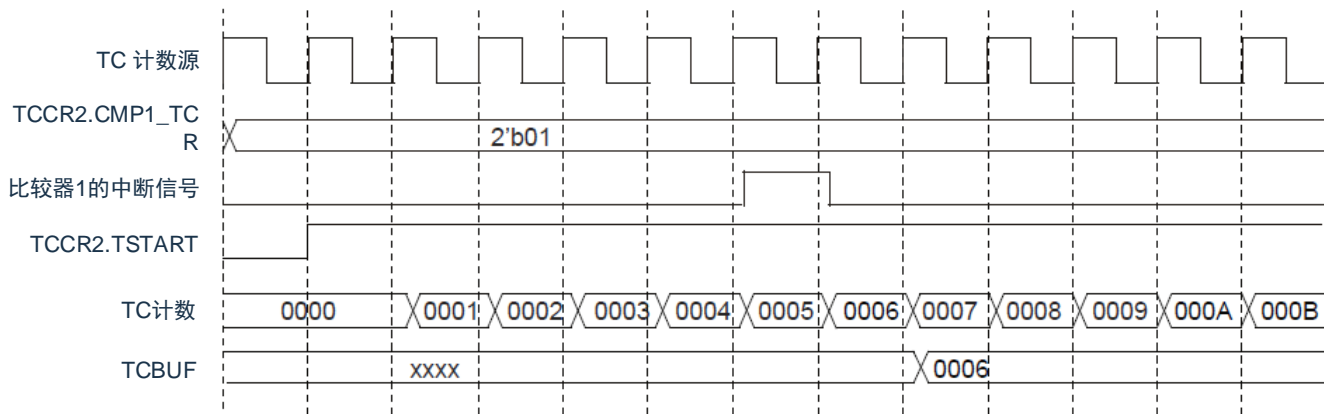 TC 计数源
TCCR2.CMP1_TC
R
2'b01
比较器1的中断信号
TCCR2.TSTART
TC计数
0000 0001 0002 0003 0004 0005 0006 0007 0008 0009 000A 000B
TCBUF
xxxx 0006